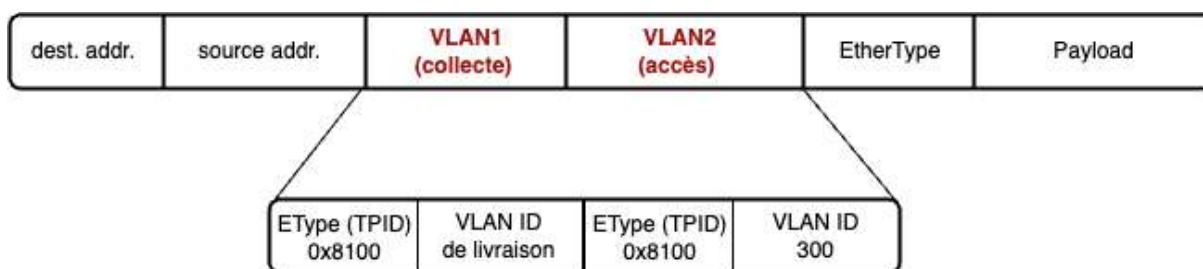 dest. addr.
source addr.
VLAN1
(collecte)
VLAN2
(accès)
EtherType
Payload
EType (TPID)
0x8100
VLAN ID
de livraison
EType (TPID)
0x8100
VLAN ID
300